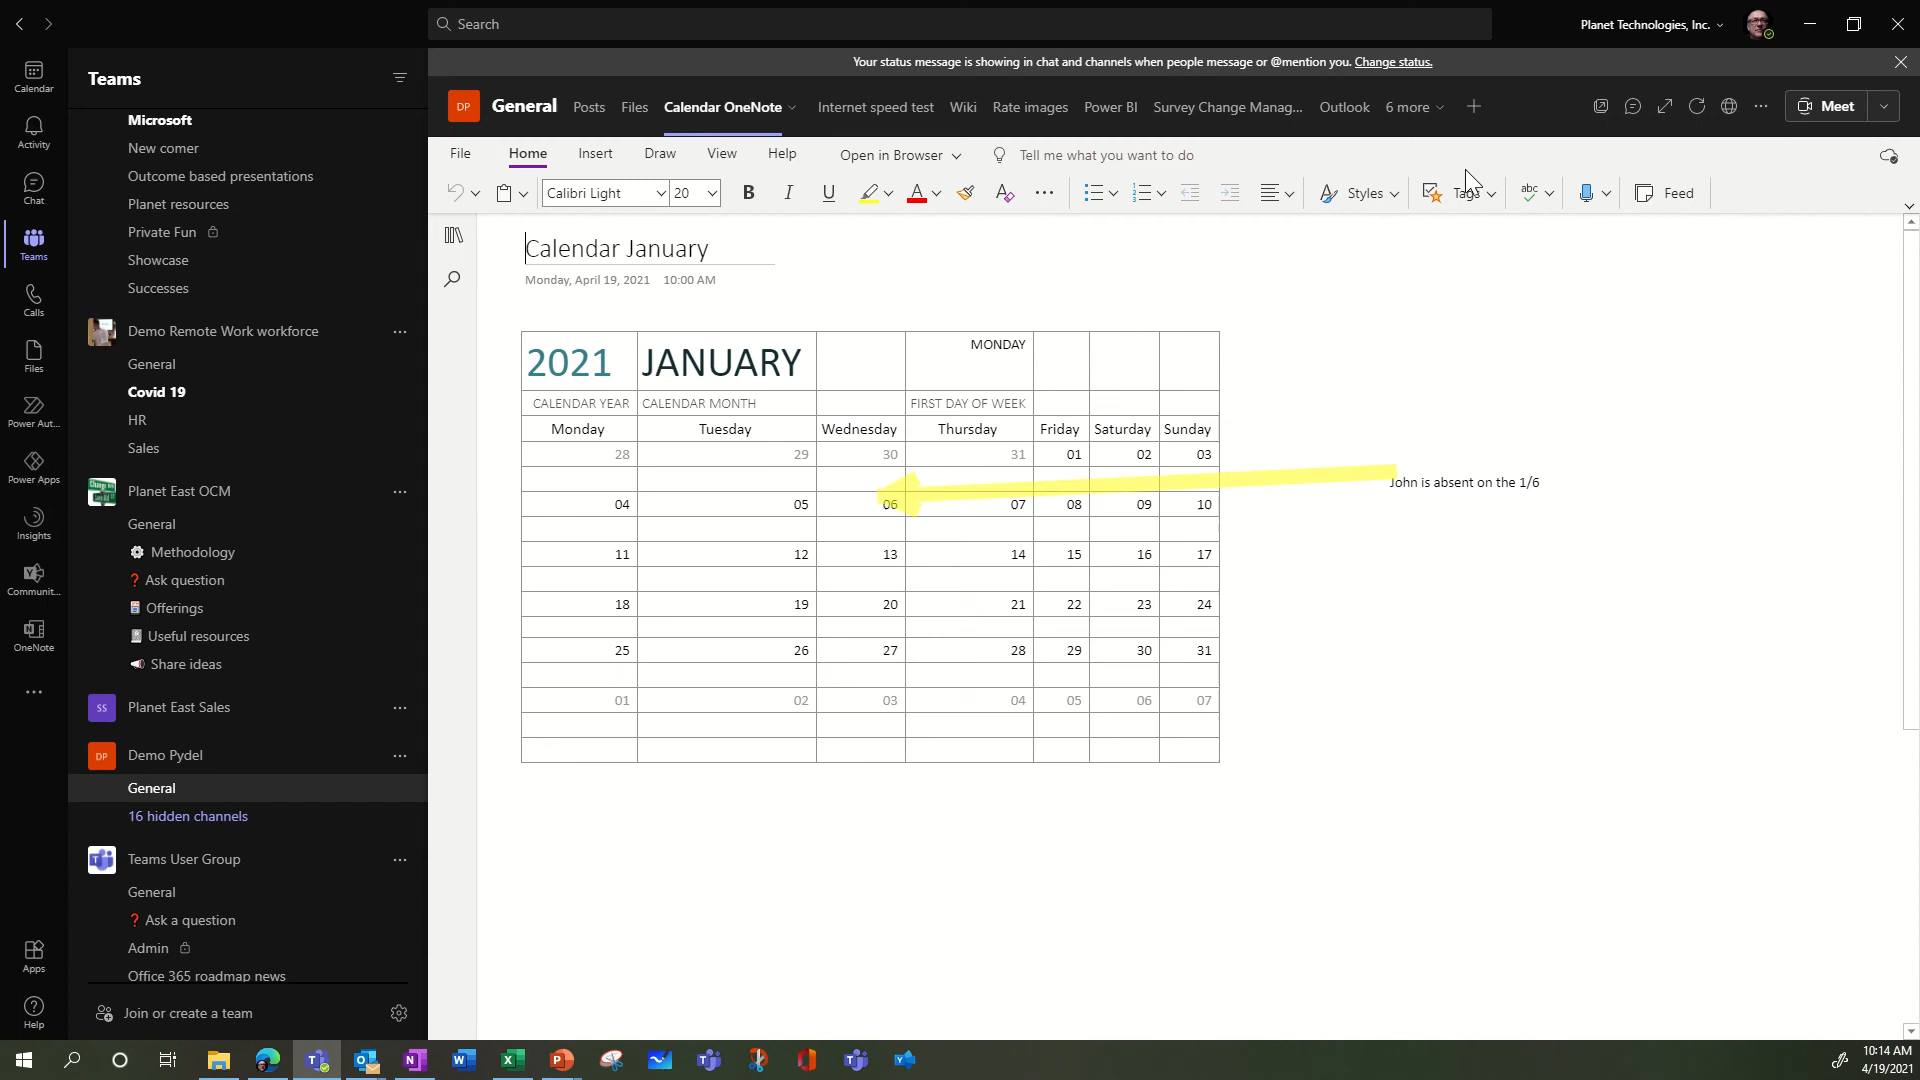 Search
Planet Technologies, Inc.
Your status message is showing in chat and channels when people message or @mention you. Change status.
Calendar
Activity
Chat
Teams
Calls
Files
Power Aut...
Power Apps
Insights
Communit...
OneNote
Apps
Help
Teams
Microsoft
New comer
Outcome based presentations
Planet resources
Private Fun
Showcase
Successes
Demo Remote Work workforce
General
Covid 19
HR
Sales
Planet East OCM
General
Methodology
Ask question
Offerings
Useful resources
Share ideas
SS Planet East Sales
DP Demo Pydel
General
16 hidden channels
Teams User Group
General
Ask a question
Admin
Office 365 roadmap news
Join or create a team
DP General Posts Files Calendar OneNote Internet speed test Wiki Rate images Power BI Survey Change Manag... Outlook 6 more Meet
File Home Insert Draw View Help Open in Browser Tell me what you want to do
Calibri Light 20 B I U A A Styles Tags abc Feed
Calendar January
Monday, April 19, 2021 10:00 AM
2021 JANUARY MONDAY
CALENDAR YEAR CALENDAR MONTH FIRST DAY OF WEEK
Monday Tuesday Wednesday Thursday Friday Saturday Sunday
28 29 30 31 01 02 03
04 05 06 07 08 09 10
11 12 13 14 15 16 17
18 19 20 21 22 23 24
25 26 27 28 29 30 31
01 02 03 04 05 06 07
John is absent on the 1/6
10:14 AM
4/19/2021